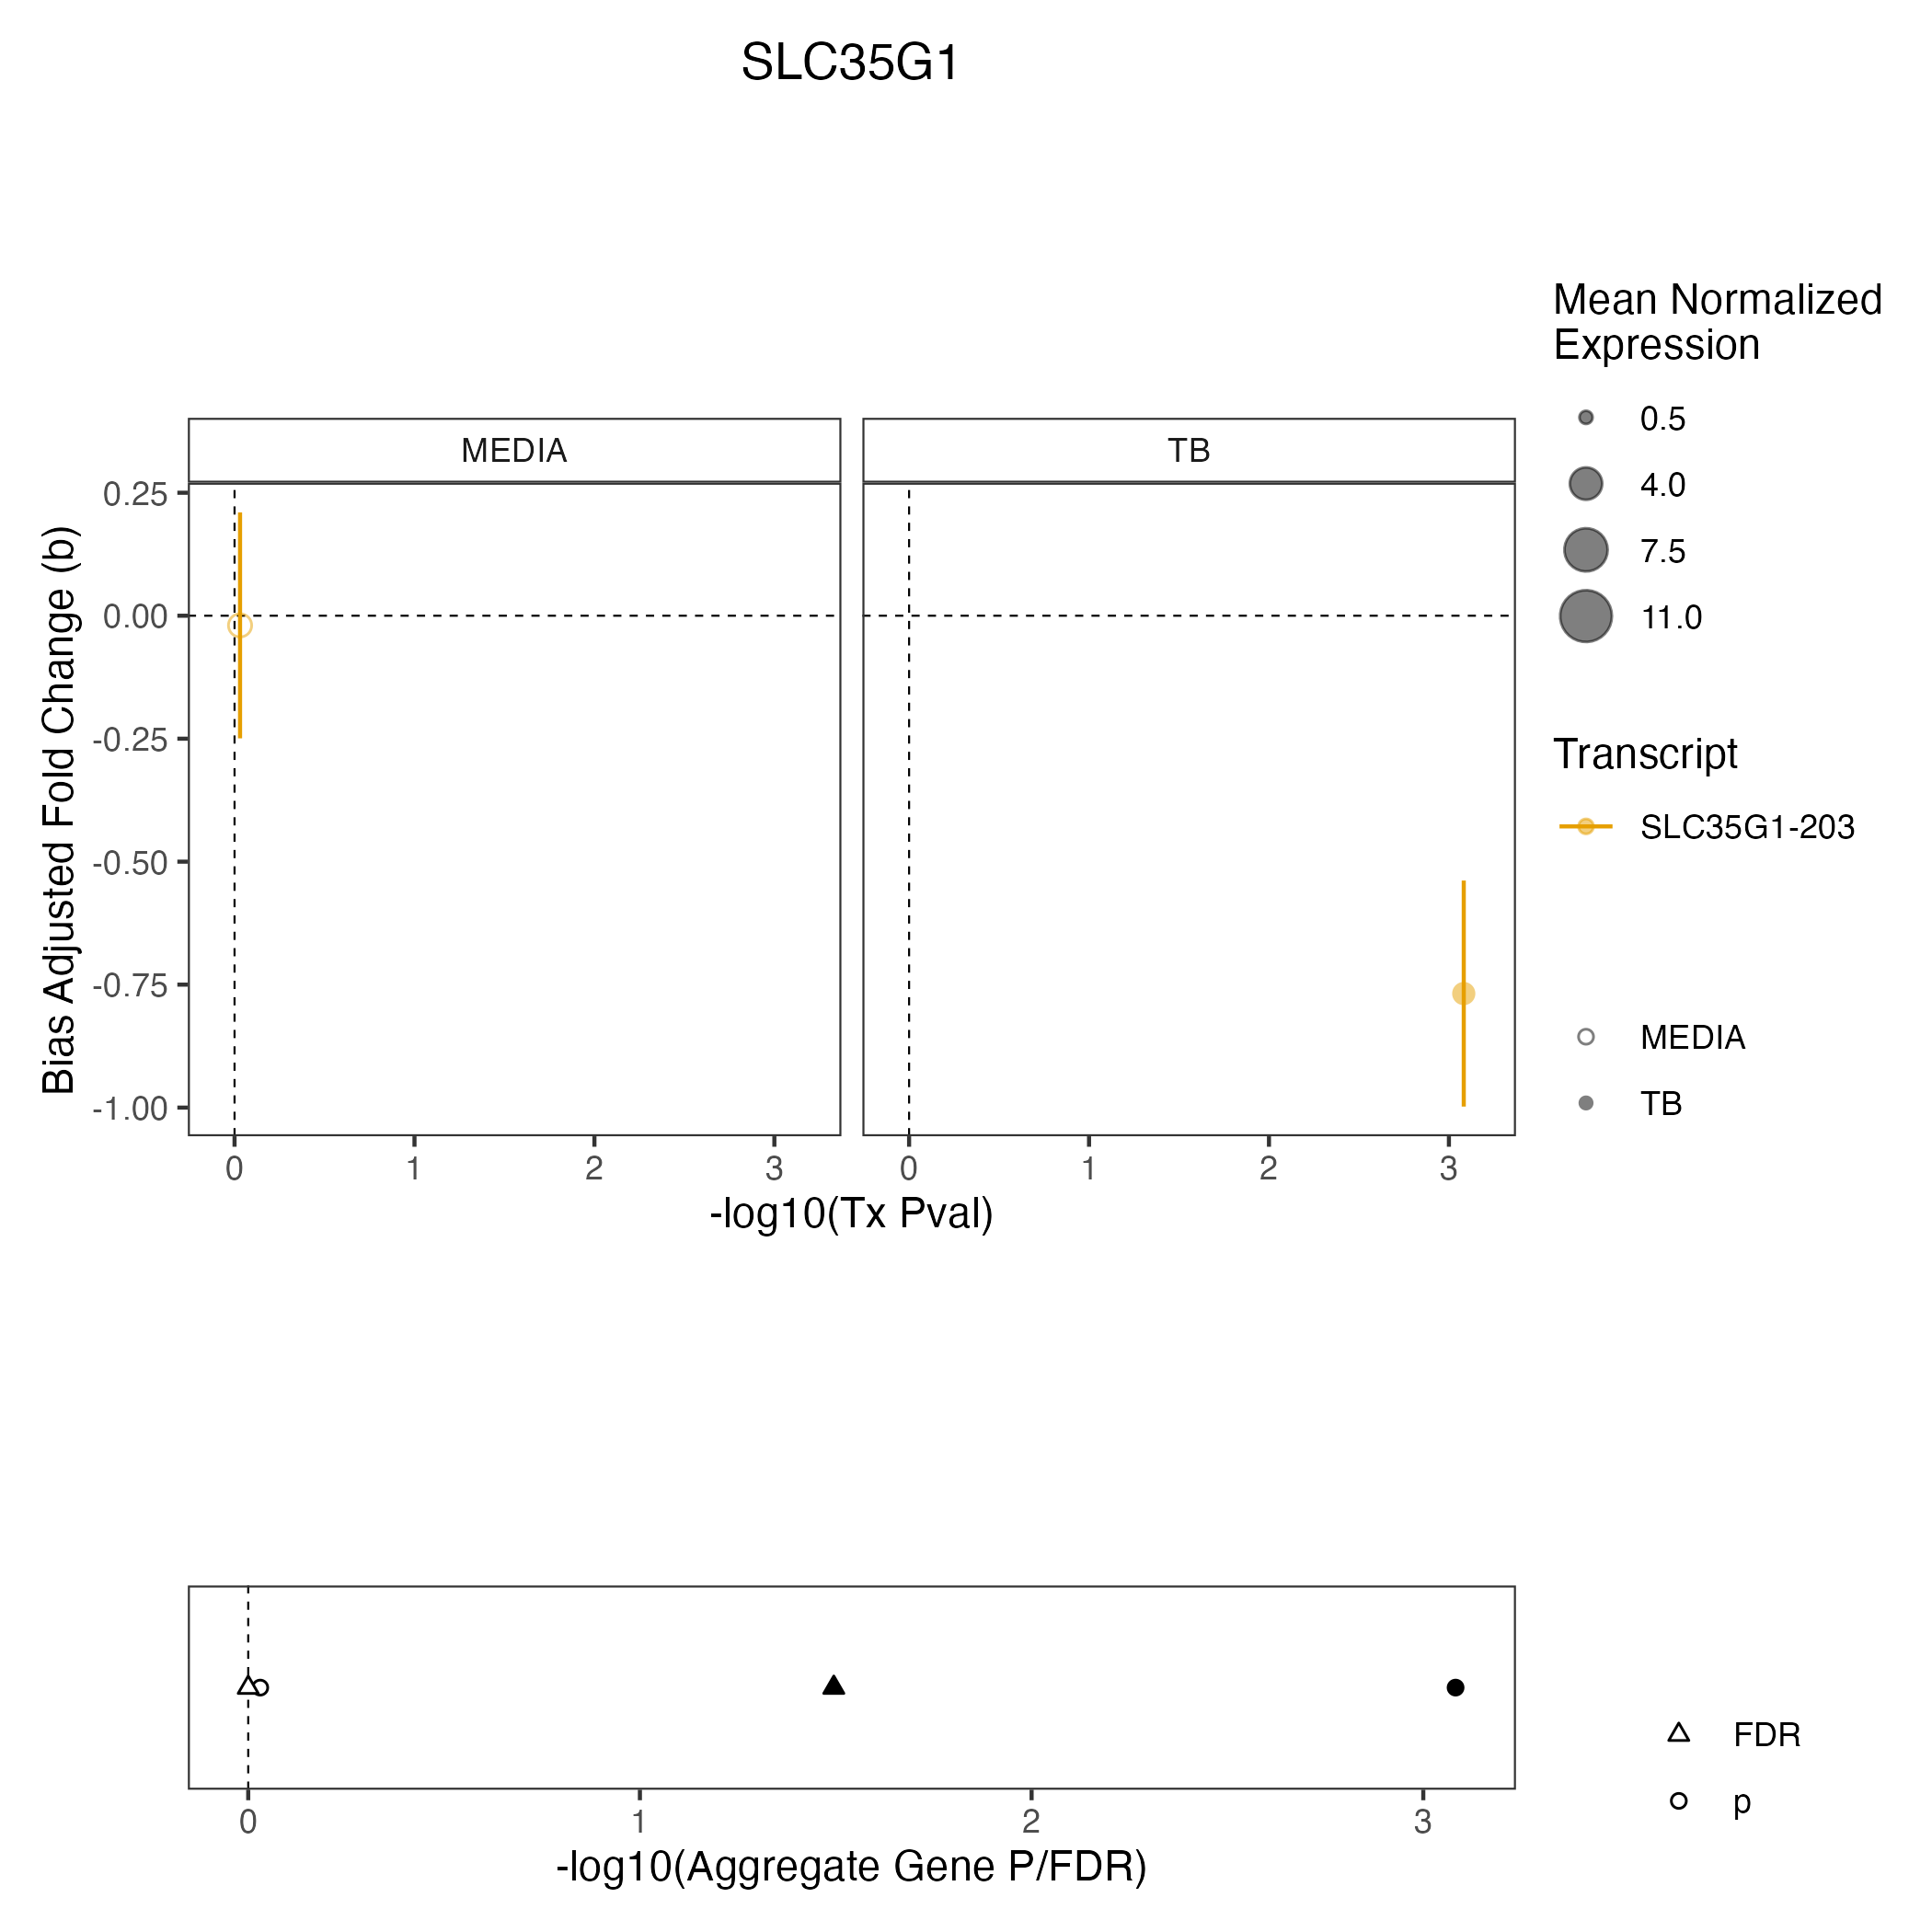 SLC35G1
MEDIA
TB
0.25
0.00
-0.25
-0.50
-0.75
-1.00
Bias Adjusted Fold Change (b)
0 1 2 3
0 1 2 3
-log10(Tx Pval)
Mean Normalized
Expression
0.5
4.0
7.5
11.0
Transcript
SLC35G1-203
MEDIA
TB
0 1 2 3
-log10(Aggregate Gene P/FDR)
FDR
p